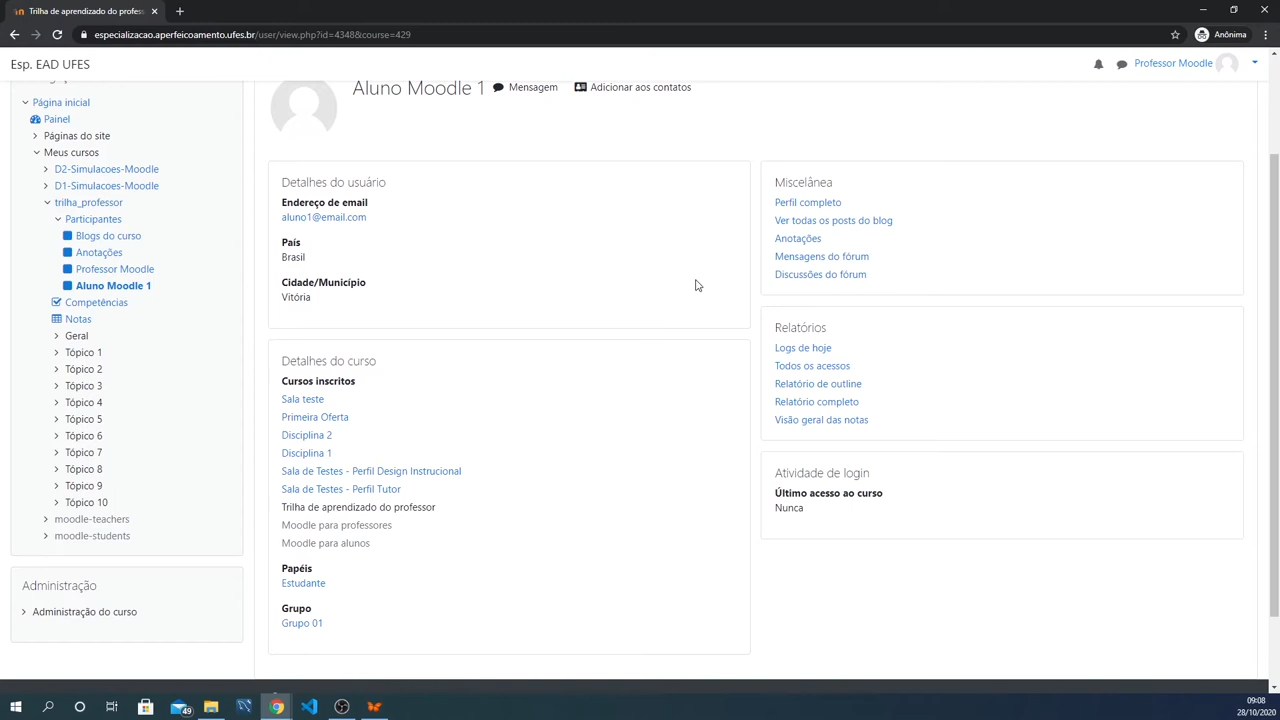 Trilha de aprendizado do profess
especializacao.aperfeicoamento.ufes.br/user/view.php?id=4348&course=429
Anônima
Esp. EAD UFES
Professor Moodle
Página inicial
Painel
Páginas do site
Meus cursos
D2-Simulacoes-Moodle
D1-Simulacoes-Moodle
trilha_professor
Participantes
Blogs do curso
Anotações
Professor Moodle
Aluno Moodle 1
Competências
Notas
Geral
Tópico 1
Tópico 2
Tópico 3
Tópico 4
Tópico 5
Tópico 6
Tópico 7
Tópico 8
Tópico 9
Tópico 10
moodle-teachers
moodle-students
Administração
Administração do curso
Aluno Moodle 1 Mensagem Adicionar aos contatos
Detalhes do usuário
Endereço de email
aluno1@email.com
País
Brasil
Cidade/Município
Vitória
Detalhes do curso
Cursos inscritos
Sala teste
Primeira Oferta
Disciplina 2
Disciplina 1
Sala de Testes - Perfil Design Instrucional
Sala de Testes - Perfil Tutor
Trilha de aprendizado do professor
Moodle para professores
Moodle para alunos
Papéis
Estudante
Grupo
Grupo 01
Miscelânea
Perfil completo
Ver todas os posts do blog
Anotações
Mensagens do fórum
Discussões do fórum
Relatórios
Logs de hoje
Todos os acessos
Relatório de outline
Relatório completo
Visão geral das notas
Atividade de login
Último acesso ao curso
Nunca
49
09:08
28/10/2020